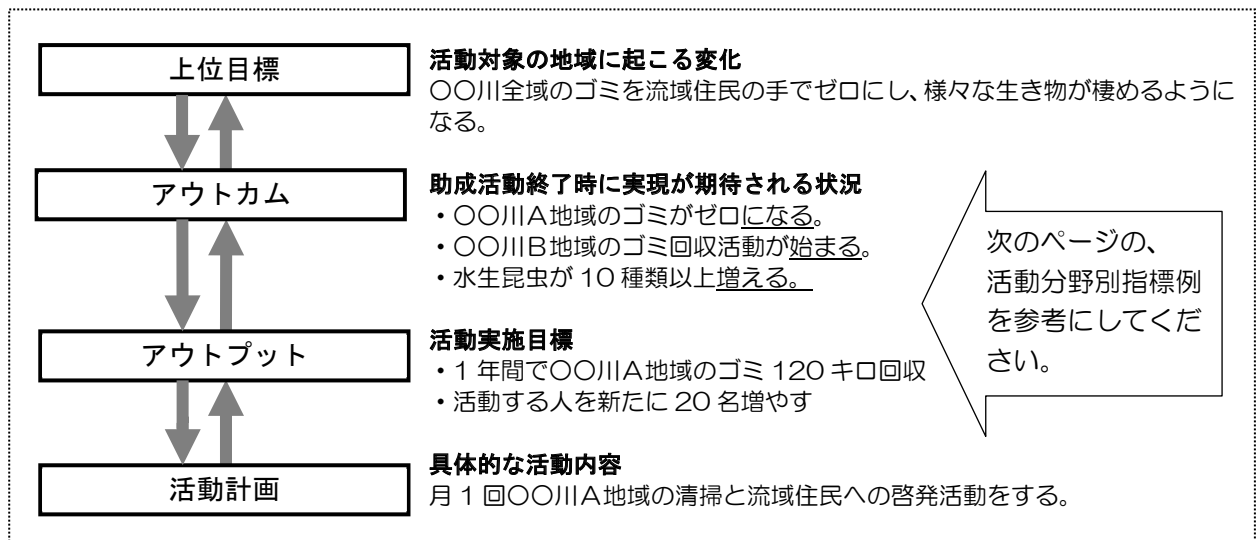 上位目標
活動対象の地域に起こる変化
〇〇川全域のゴミを流域住民の手でゼロにし、様々な生き物が棲めるように
なる。
アウトカム
助成活動終了時に実現が期待される状況
・〇〇川A地域のゴミがゼロになる。
・〇〇川B地域のゴミ回収活動が始まる。
・水生昆虫が10種類以上増える。
次のページの、
活動分野別指標例
を参考にしてくだ
さい。
アウトプット
活動実施目標
・1年間で〇〇川A地域のゴミ120キロ回収
・活動する人を新たに20名増やす
活動計画
具体的な活動内容
月1回〇〇川A地域の清掃と流域住民への啓発活動をする。